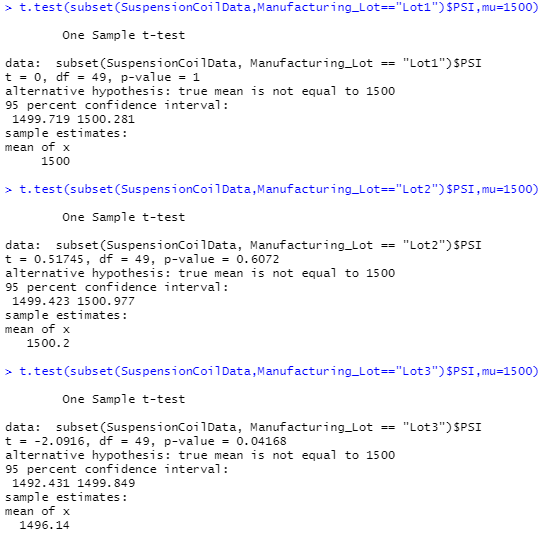 > t.test(subset(SuspensionCoilData,Manufacturing_Lot=="Lot1")$PSI,mu=1500)
One Sample t-test
data:  subset(SuspensionCoilData, Manufacturing_Lot == "Lot1")$PSI
t = 0, df = 49, p-value = 1
alternative hypothesis: true mean is not equal to 1500
95 percent confidence interval:
1499.719 1500.281
sample estimates:
mean of x
1500
> t.test(subset(SuspensionCoilData,Manufacturing_Lot=="Lot2")$PSI,mu=1500)
One Sample t-test
data:  subset(SuspensionCoilData, Manufacturing_Lot == "Lot2")$PSI
t = 0.51745, df = 49, p-value = 0.6072
alternative hypothesis: true mean is not equal to 1500
95 percent confidence interval:
1499.423 1500.977
sample estimates:
mean of x
1500.2
> t.test(subset(SuspensionCoilData,Manufacturing_Lot=="Lot3")$PSI,mu=1500)
One Sample t-test
data:  subset(SuspensionCoilData, Manufacturing_Lot == "Lot3")$PSI
t = -2.0916, df = 49, p-value = 0.04168
alternative hypothesis: true mean is not equal to 1500
95 percent confidence interval:
1492.431 1499.849
sample estimates:
mean of x
1496.14